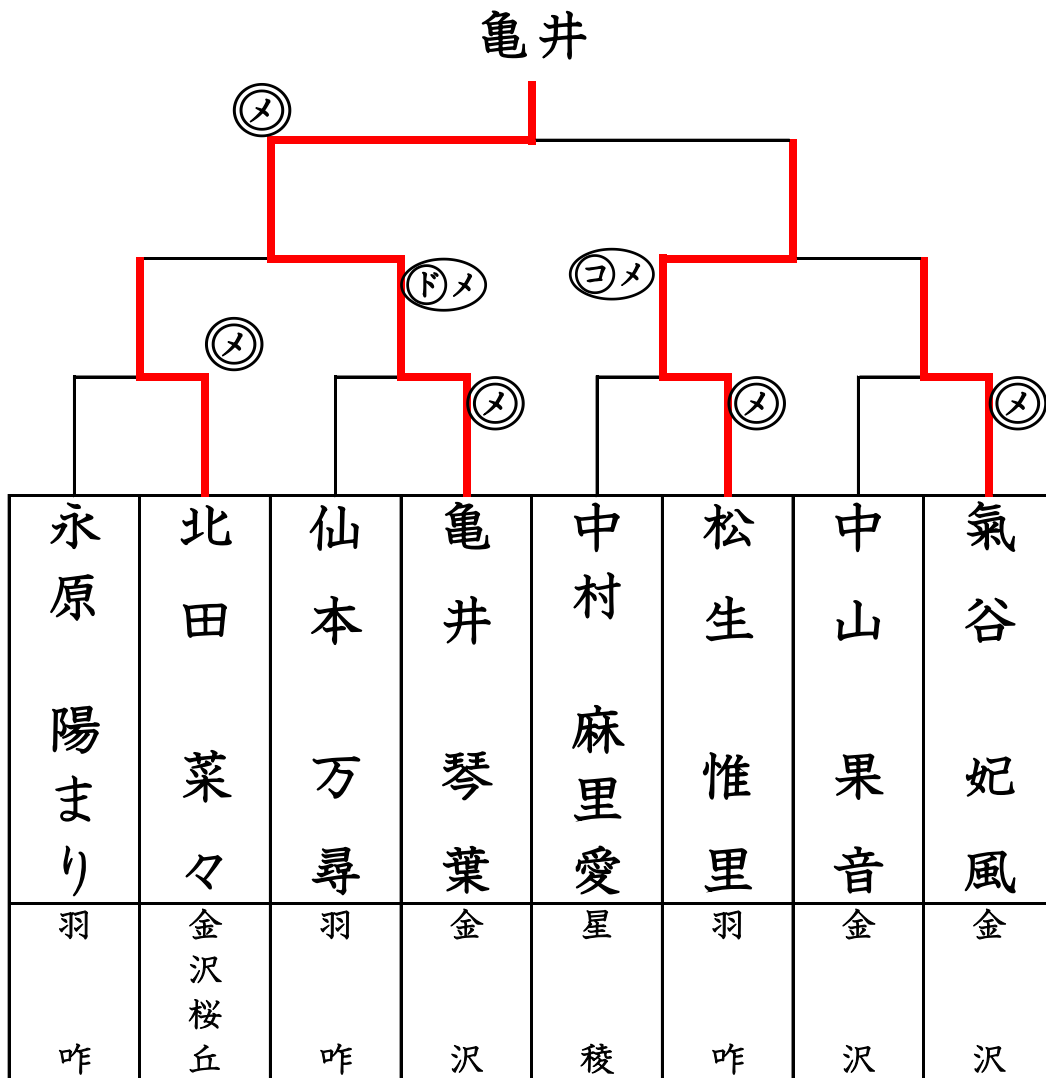 亀井
メ
ドメ
コメ
メ
メ
メ
メ
永原 陽まり
北田 菜々
仙本 万尋
亀井 琴葉
中村 麻里愛
松生 惟里
中山 果音
氣谷 妃風
羽咋
金沢桜丘
羽咋
金沢
星稜
羽咋
金沢
金沢